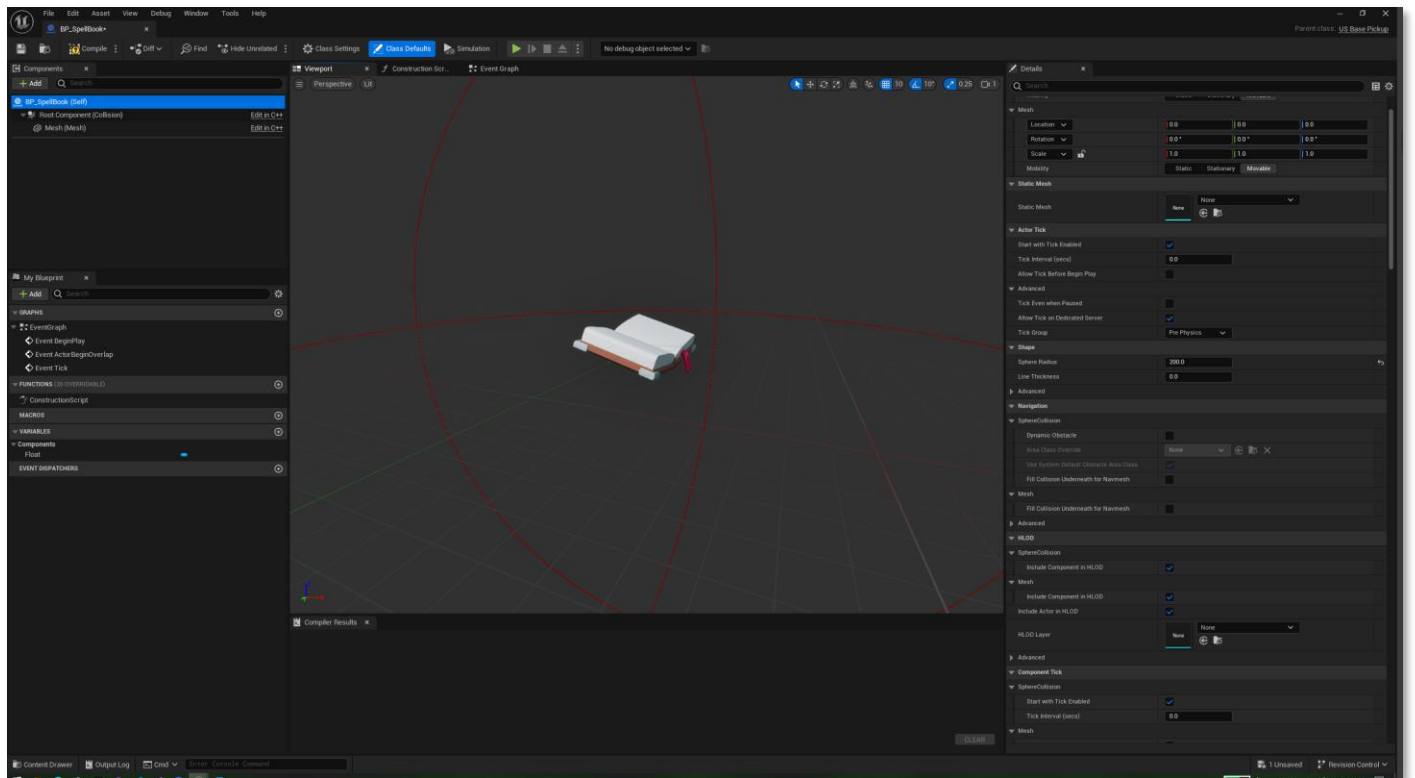 File Edit Asset View Debug Window Tools Help
BP_SpellBook•
Parent class: US Base Pickup
Compile Diff Find Hide Unrelated Class Settings Class Defaults Simulation No debug object selected
Components
+ Add Search
BP_SpellBook (Self)
Root Component (Collision) Edit in C++
Mesh (Mesh) Edit in C++
My Blueprint
+ Add Search
GRAPHS
EventGraph
Event BeginPlay
Event ActorBeginOverlap
Event Tick
FUNCTIONS (20 OVERRIDABLE)
ConstructionScript
MACROS
VARIABLES
Components
Float
EVENT DISPATCHERS
Viewport Construction Scr... Event Graph
Perspective Lit
10 10° 0.25 1
Compiler Results
CLEAR
Details
Search
Mesh
Location 0.0 0.0 0.0
Rotation 0.0° 0.0° 0.0°
Scale 1.0 1.0 1.0
Mobility Static Stationary Movable
Static Mesh
Static Mesh None None
Actor Tick
Start with Tick Enabled
Tick Interval (secs) 0.0
Allow Tick Before Begin Play
Advanced
Tick Even when Paused
Allow Tick on Dedicated Server
Tick Group Pre Physics
Shape
Sphere Radius 200.0
Line Thickness 0.0
Advanced
Navigation
SphereCollision
Dynamic Obstacle
Area Class Override None
Use System Default Obstacle Area Class
Fill Collision Underneath for Navmesh
Mesh
Fill Collision Underneath for Navmesh
Advanced
HLOD
SphereCollision
Include Component in HLOD
Mesh
Include Component in HLOD
Include Actor in HLOD
HLOD Layer None None
Advanced
Component Tick
SphereCollision
Start with Tick Enabled
Tick Interval (secs) 0.0
Mesh
Content Drawer Output Log Cmd Enter Console Command 1 Unsaved Revision Control